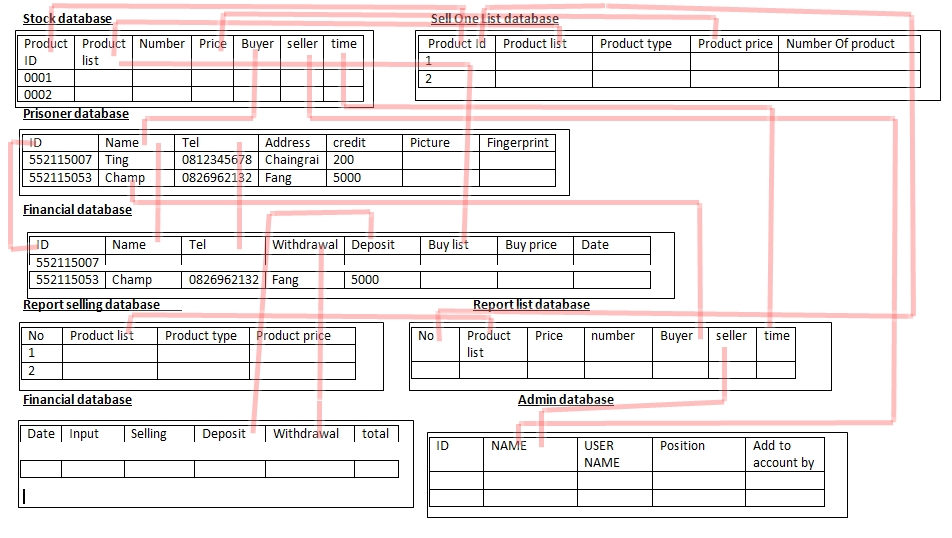 Stock database
Sell One List database
Product ID Product list Number Price Buyer seller time
0001
0002
Product Id Product list Product type Product price Number Of product
1
2
Prisoner database
ID Name Tel Address credit Picture Fingerprint
552115007 Ting 0812345678 Chaingrai 200
552115053 Champ 0826962132 Fang 5000
Financial database
ID Name Tel Withdrawal Deposit Buy list Buy price Date
552115007
552115053 Champ 0826962132 Fang 5000
Report selling database
Report list database
No Product list Product type Product price
1
2
No Product list Price number Buyer seller time
Financial database
Admin database
Date Input Selling Deposit Withdrawal total
ID NAME USER NAME Position Add to account by